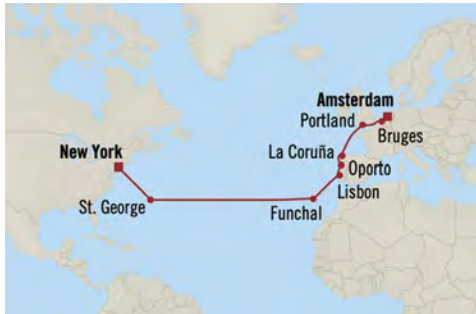 Amsterdam
Portland
Bruges
La Coruña
New York
Oporto
Lisbon
St. George
Funchal